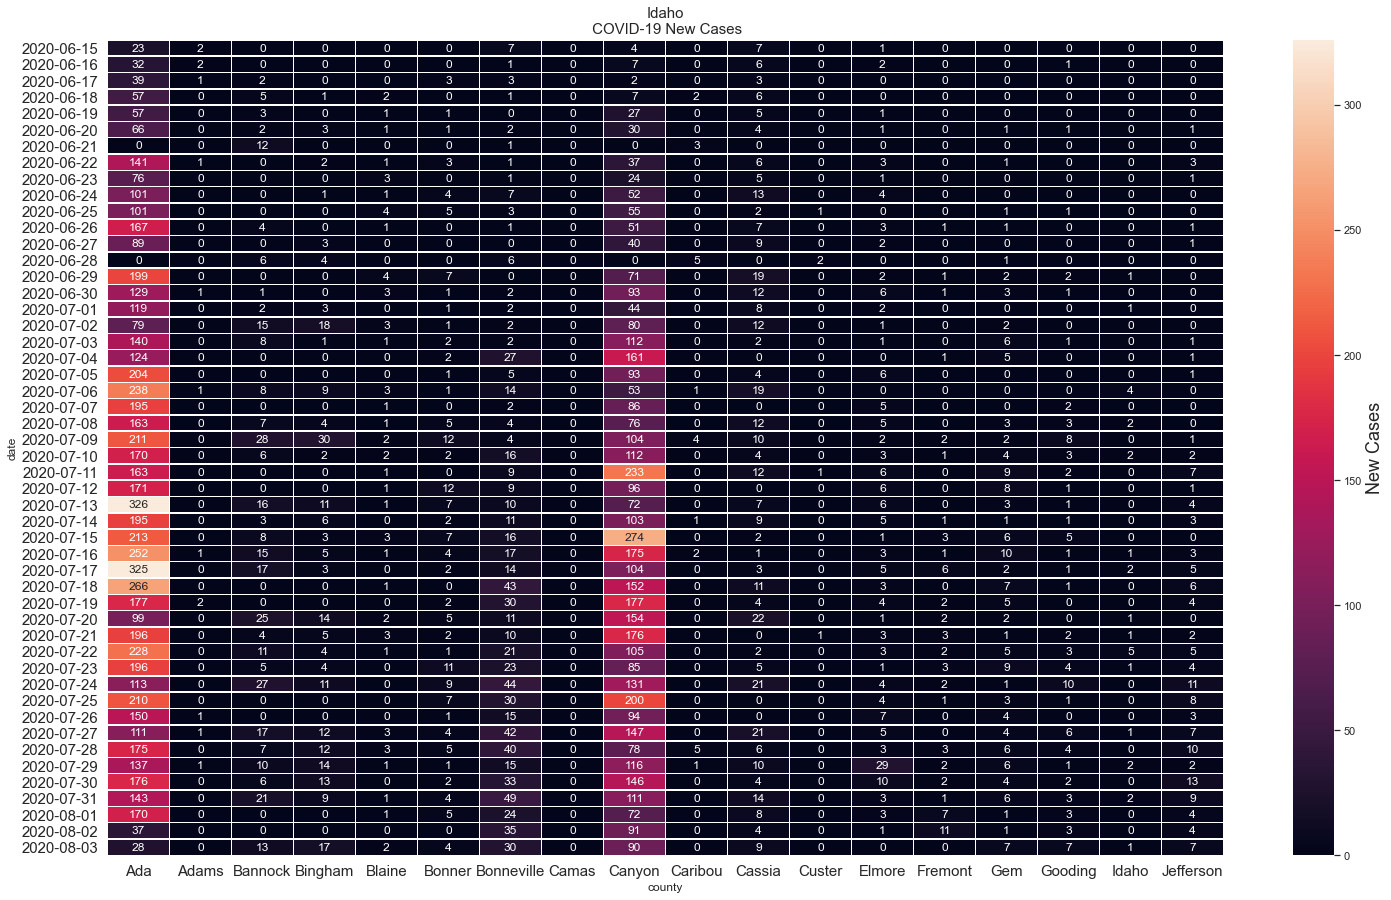 Idaho
COVID-19 New Cases
2020-06-15 23 2 0 0 0 0 7 0 4 0 7 0 1 0 0 0 0 0
2020-06-16 32 2 0 0 0 0 1 0 7 0 6 0 2 0 0 1 0 0
2020-06-17 39 1 2 0 0 3 3 0 2 0 3 0 0 0 0 0 0 0
2020-06-18 57 0 5 1 2 0 1 0 7 2 6 0 0 0 0 0 0 0
2020-06-19 57 0 3 0 1 1 0 0 27 0 5 0 1 0 0 0 0 0
2020-06-20 66 0 2 3 1 1 2 0 30 0 4 0 1 0 1 1 0 1
2020-06-21 0 0 12 0 0 0 1 0 0 3 0 0 0 0 0 0 0 0
2020-06-22 141 1 0 2 1 3 1 0 37 0 6 0 3 0 1 0 0 3
2020-06-23 76 0 0 0 3 0 1 0 24 0 5 0 1 0 0 0 0 1
2020-06-24 101 0 0 1 1 4 7 0 52 0 13 0 4 0 0 0 0 0
2020-06-25 101 0 0 0 4 5 3 0 55 0 2 1 0 0 1 1 0 0
2020-06-26 167 0 4 0 1 0 1 0 51 0 7 0 3 1 1 0 0 1
2020-06-27 89 0 0 3 0 0 0 0 40 0 9 0 2 0 0 0 0 1
2020-06-28 0 0 6 4 0 0 6 0 0 5 0 2 0 0 1 0 0 0
2020-06-29 199 0 0 0 4 7 0 0 71 0 19 0 2 1 2 2 1 0
2020-06-30 129 1 1 0 3 1 2 0 93 0 12 0 6 1 3 1 0 0
2020-07-01 119 0 2 3 0 1 2 0 44 0 8 0 2 0 0 0 1 0
2020-07-02 79 0 15 18 3 1 2 0 80 0 12 0 1 0 2 0 0 0
2020-07-03 140 0 8 1 1 2 2 0 112 0 2 0 1 0 6 1 0 1
2020-07-04 124 0 0 0 0 2 27 0 161 0 0 0 0 1 5 0 0 1
2020-07-05 204 0 0 0 0 1 5 0 93 0 4 0 6 0 0 0 0 1
2020-07-06 238 1 8 9 3 1 14 0 53 1 19 0 0 0 0 0 4 0
2020-07-07 195 0 0 0 1 0 2 0 86 0 0 0 5 0 0 2 0 0
2020-07-08 163 0 7 4 1 5 4 0 76 0 12 0 5 0 3 3 2 0
2020-07-09 211 0 28 30 2 12 4 0 104 4 10 0 2 2 2 8 0 1
2020-07-10 170 0 6 2 2 2 16 0 112 0 4 0 3 1 4 3 2 2
2020-07-11 163 0 0 0 1 0 9 0 233 0 12 1 6 0 9 2 0 7
2020-07-12 171 0 0 0 1 12 9 0 96 0 0 0 6 0 8 1 0 1
2020-07-13 326 0 16 11 1 7 10 0 72 0 7 0 6 0 3 1 0 4
2020-07-14 195 0 3 6 0 2 11 0 103 1 9 0 5 1 1 1 0 3
2020-07-15 213 0 8 3 3 7 16 0 274 0 2 0 1 3 6 5 0 0
2020-07-16 252 1 15 5 1 4 17 0 175 2 1 0 3 1 10 1 1 3
2020-07-17 325 0 17 3 0 2 14 0 104 0 3 0 5 6 2 1 2 5
2020-07-18 266 0 0 0 1 0 43 0 152 0 11 0 3 0 7 1 0 6
2020-07-19 177 2 0 0 0 2 30 0 177 0 4 0 4 2 5 0 0 4
2020-07-20 99 0 25 14 2 5 11 0 154 0 22 0 1 2 2 0 1 0
2020-07-21 196 0 4 5 3 2 10 0 176 0 0 1 3 3 1 2 1 2
2020-07-22 228 0 11 4 1 1 21 0 105 0 2 0 3 2 5 3 5 5
2020-07-23 196 0 5 4 0 11 23 0 85 0 5 0 1 3 9 4 1 4
2020-07-24 113 0 27 11 0 9 44 0 131 0 21 0 4 2 1 10 0 11
2020-07-25 210 0 0 0 0 7 30 0 200 0 0 0 4 1 3 1 0 8
2020-07-26 150 1 0 0 0 1 15 0 94 0 0 0 7 0 4 0 0 3
2020-07-27 111 1 17 12 3 4 42 0 147 0 21 0 5 0 4 6 1 7
2020-07-28 175 0 7 12 3 5 40 0 78 5 6 0 3 3 6 4 0 10
2020-07-29 137 1 10 14 1 1 15 0 116 1 10 0 29 2 6 1 2 2
2020-07-30 176 0 6 13 0 2 33 0 146 0 4 0 10 2 4 2 0 13
2020-07-31 143 0 21 9 1 4 49 0 111 0 14 0 3 1 6 3 2 9
2020-08-01 170 0 0 0 1 5 24 0 72 0 8 0 3 7 1 3 0 4
2020-08-02 37 0 0 0 0 0 35 0 91 0 4 0 1 11 1 3 0 4
2020-08-03 28 0 13 17 2 4 30 0 90 0 9 0 0 0 7 7 1 7
Ada Adams Bannock Bingham Blaine Bonner Bonneville Camas Canyon Caribou Cassia Custer Elmore Fremont Gem Gooding Idaho Jefferson
county
date
300
250
200
150
100
50
0
New Cases